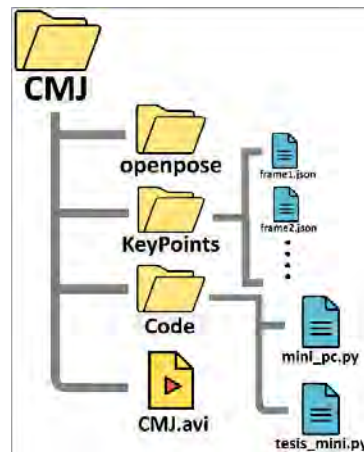 CMJ
openpose
frame1.json
KeyPoints
frame2.json
Code
mini_pc.py
CMJ.avi
tesis_mini.py